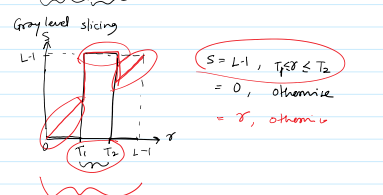 Gray level slicing
S
L-1
S = L-1, T1≤r≤T2
= 0, otherwise
= r, otherwise
0 T1 T2 L-1 r